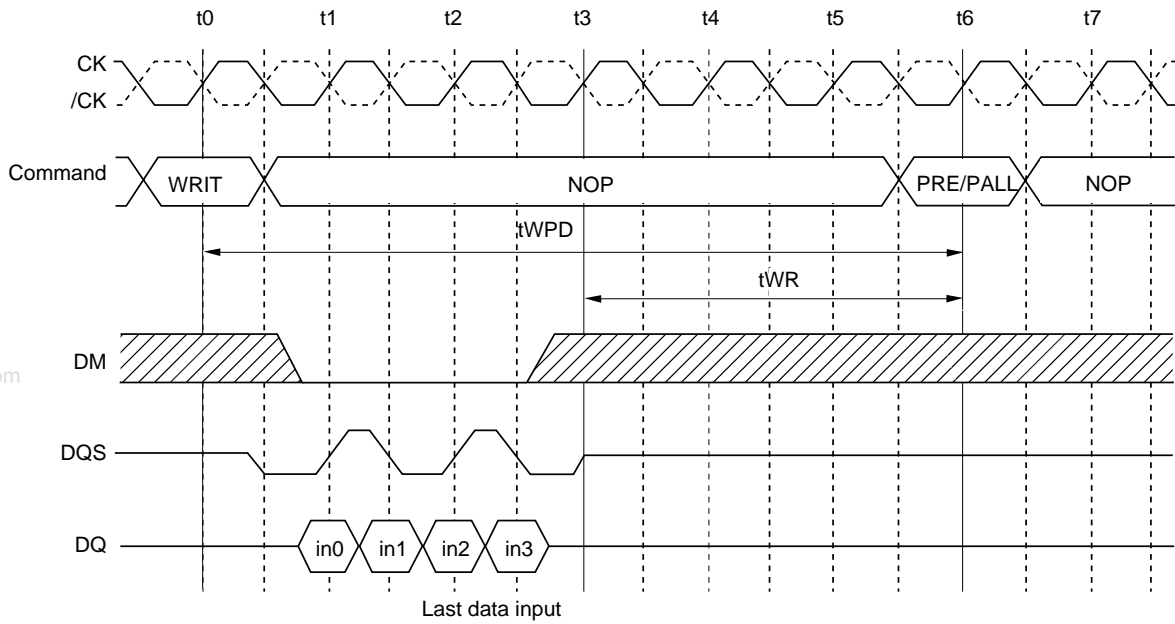 t0 t1 t2 t3 t4 t5 t6 t7
CK
/CK
Command WRIT NOP PRE/PALL NOP
tWPD
tWR
DM
om
DQS
DQ in0 in1 in2 in3
Last data input